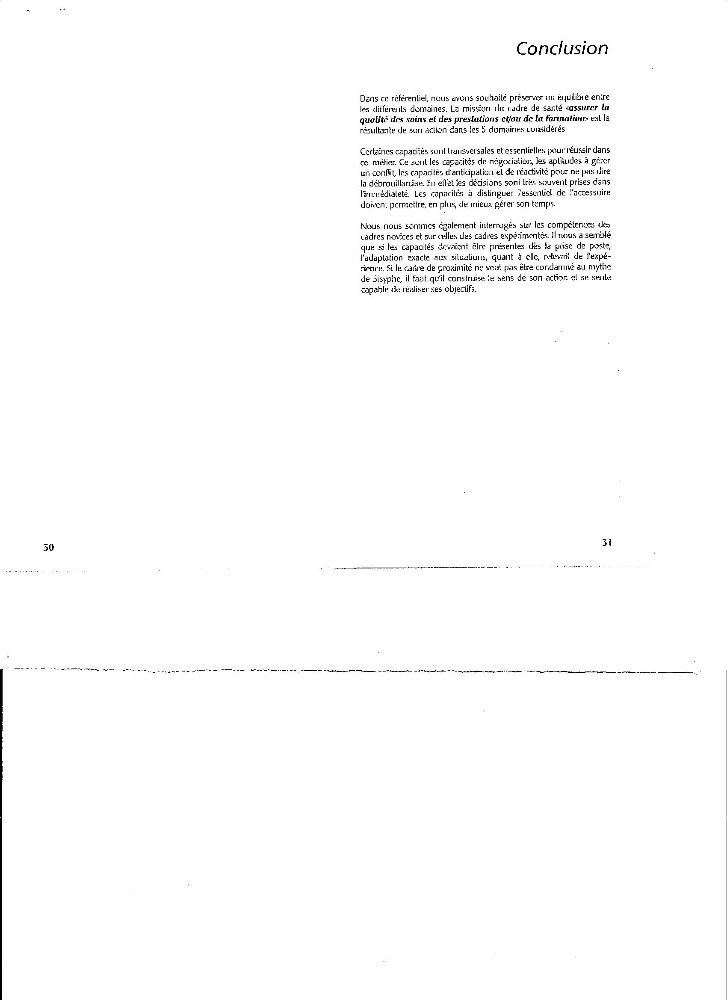 Conclusion
Dans ce référentiel, nous avons souhaité préserver un équilibre entre
les différents domaines. La mission du cadre de santé «assurer la
qualité des soins et des prestations et/ou de la formation» est la
résultante de son action dans les 5 domaines considérés.
Certaines capacités sont transversales et essentielles pour réussir dans
ce métier. Ce sont les capacités de négociation, les aptitudes à gérer
un conflit, les capacités d'anticipation et de réactivité pour ne pas dire
la débrouillardise. En effet les décisions sont très souvent prises dans
l'immédiateté. Les capacités à distinguer l'essentiel de l'accessoire
doivent permettre, en plus, de mieux gérer son temps.
Nous nous sommes également interrogés sur les compétences des
cadres novices et sur celles des cadres expérimentés. Il nous a semblé
que si les capacités devaient être présentes dès la prise de poste,
l'adaptation exacte aux situations, quant à elle, relevait de l'expé-
rience. Si le cadre de proximité ne veut pas être condamné au mythe
de Sisyphe, il faut qu'il construise le sens de son action et se sente
capable de réaliser ses objectifs.
30
31